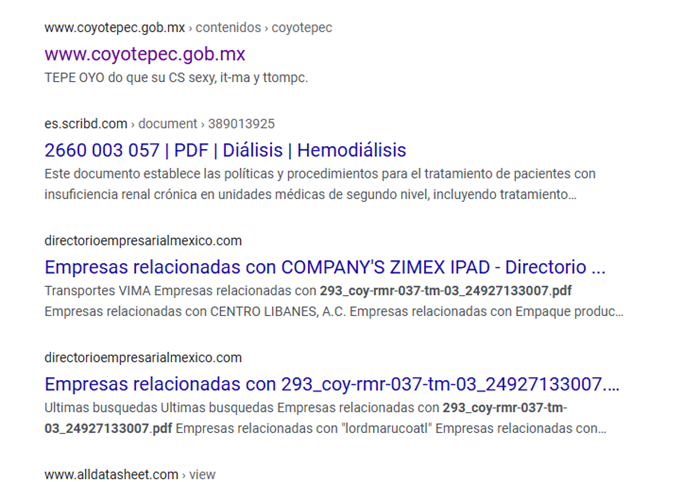 www.coyotepec.gob.mx › contenidos › coyotepec
www.coyotepec.gob.mx
TEPE OYO do que su CS sexy, it-ma y ttompc.
es.scribd.com › document › 389013925
2660 003 057 | PDF | Diálisis | Hemodiálisis
Este documento establece las políticas y procedimientos para el tratamiento de pacientes con
insuficiencia renal crónica en unidades médicas de segundo nivel, incluyendo tratamiento…
directorioempresarialmexico.com
Empresas relacionadas con COMPANY'S ZIMEX IPAD - Directorio ...
Transportes VIMA Empresas relacionadas con 293_coy-rmr-037-tm-03_24927133007.pdf
Empresas relacionadas con CENTRO LIBANES, A.C. Empresas relacionadas con Empaque produc…
directorioempresarialmexico.com
Empresas relacionadas con 293_coy-rmr-037-tm-03_24927133007.…
Ultimas busquedas Ultimas busquedas Empresas relacionadas con 293_coy-rmr-037-tm-
03_24927133007.pdf Empresas relacionadas con "lordmarucoatl" Empresas relacionadas con…
www.alldatasheet.com › view